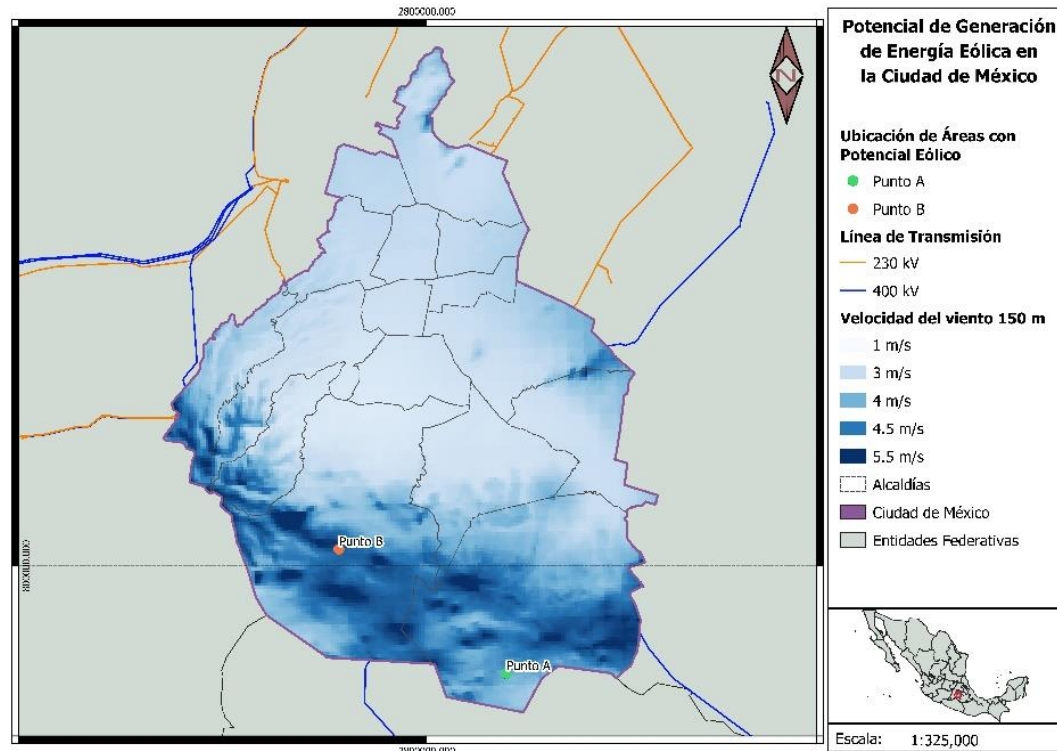 2800000.000
Potencial de Generación
de Energía Eólica en
la Ciudad de México
N
Ubicación de Áreas con
Potencial Eólico
Punto A
Punto B
Línea de Transmisión
230 kV
400 kV
Velocidad del viento 150 m
1 m/s
3 m/s
4 m/s
4.5 m/s
5.5 m/s
Alcaldías
Ciudad de México
Entidades Federativas
Punto B
Punto A
Escala: 1:325,000